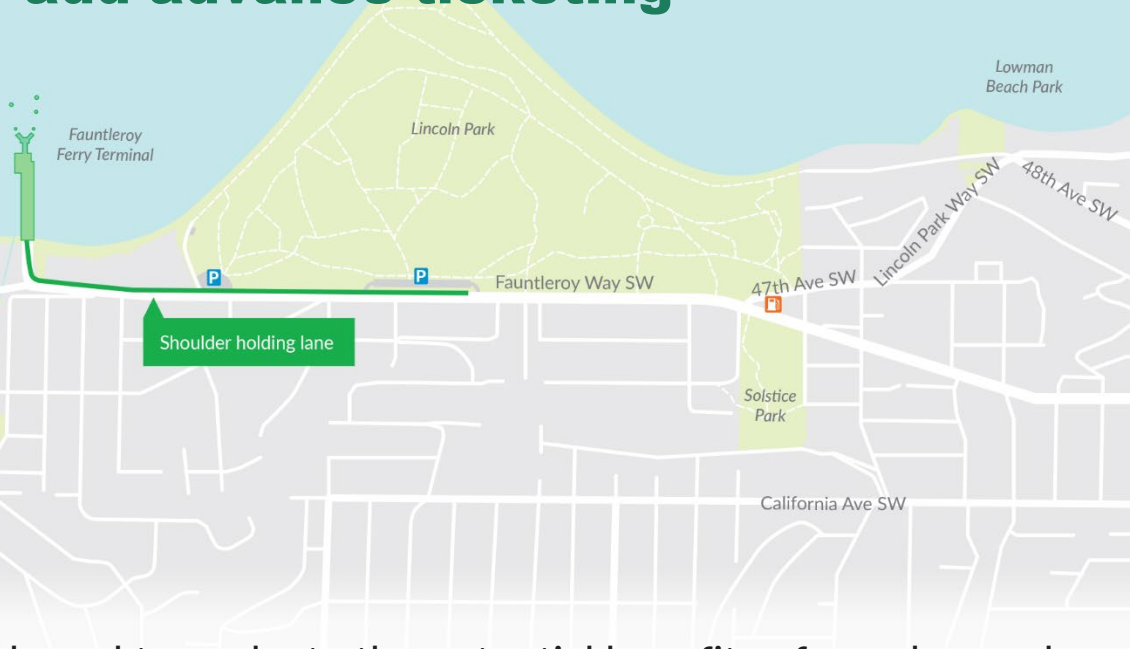 add advance ticketing
Lowman
Beach Park
Fauntleroy
Ferry Terminal
Lincoln Park
48th Ave SW
Lincoln Park Way SW
P
P
Fauntleroy Way SW
47th Ave SW
Shoulder holding lane
Solstice
Park
California Ave SW